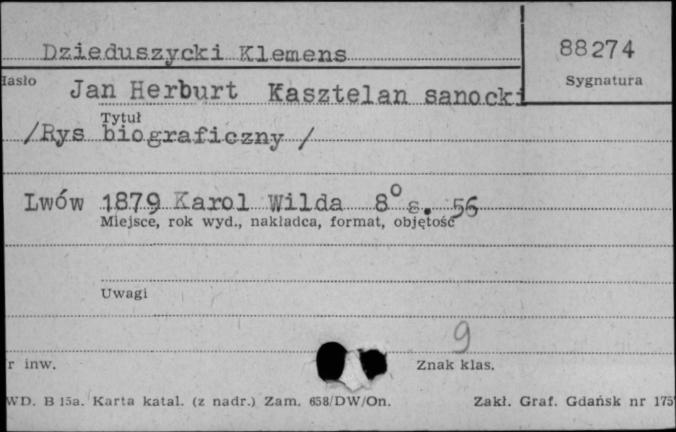 Dzieduszycki Klemens
88274
Hasło
Sygnatura
Jan Herburt Kasztelan sanocki
Tytuł
/Rys biograficzny /
Lwów 1879 Karol Wilda 8° s. 56
Miejsce, rok wyd., nakładca, format, objętość
Uwagi
9
r inw.
Znak klas.
WD. B 15a. Karta katal. (z nadr.) Zam. 658/DW/On.
Zakł. Graf. Gdańsk nr 175